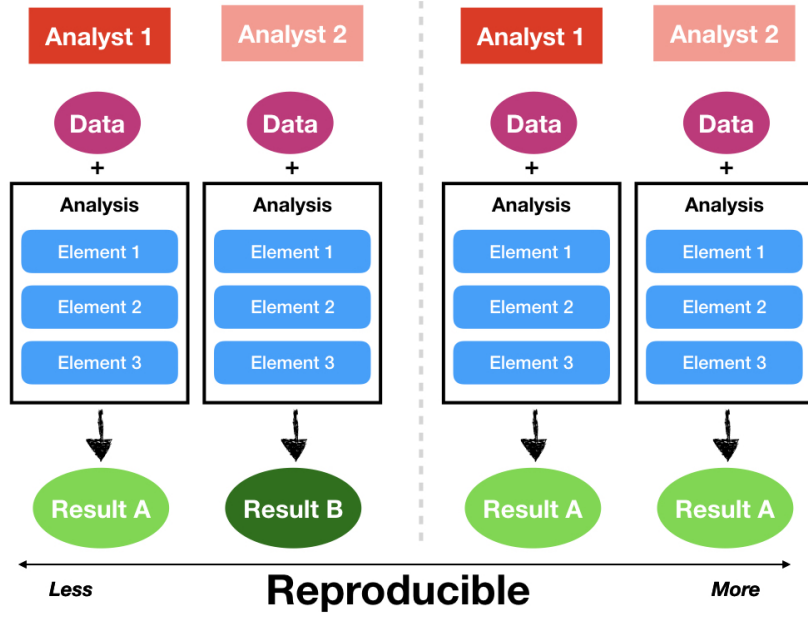 Analyst 1
Analyst 2
Analyst 1
Analyst 2
Data
Data
Data
Data
+
+
+
+
Analysis
Analysis
Analysis
Analysis
Element 1
Element 1
Element 1
Element 1
Element 2
Element 2
Element 2
Element 2
Element 3
Element 3
Element 3
Element 3
Result A
Result B
Result A
Result A
Less
Reproducible
More